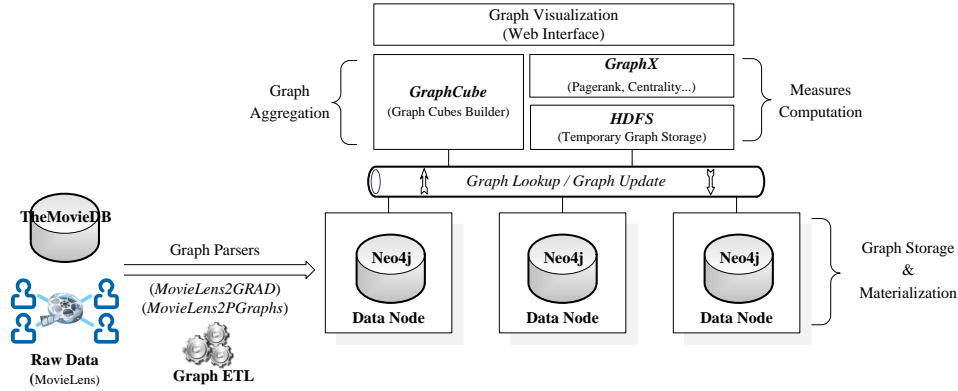 Graph Visualization
(Web Interface)
Graph
Aggregation
GraphCube
(Graph Cubes Builder)
GraphX
(Pagerank, Centrality...)
HDFS
(Temporary Graph Storage)
Measures
Computation
Graph Lookup / Graph Update
TheMovieDB
Raw Data
(MovieLens)
Graph Parsers
(MovieLens2GRAD)
(MovieLens2PGraphs)
Graph ETL
Neo4j
Data Node
Neo4j
Data Node
Neo4j
Data Node
Graph Storage
&
Materialization